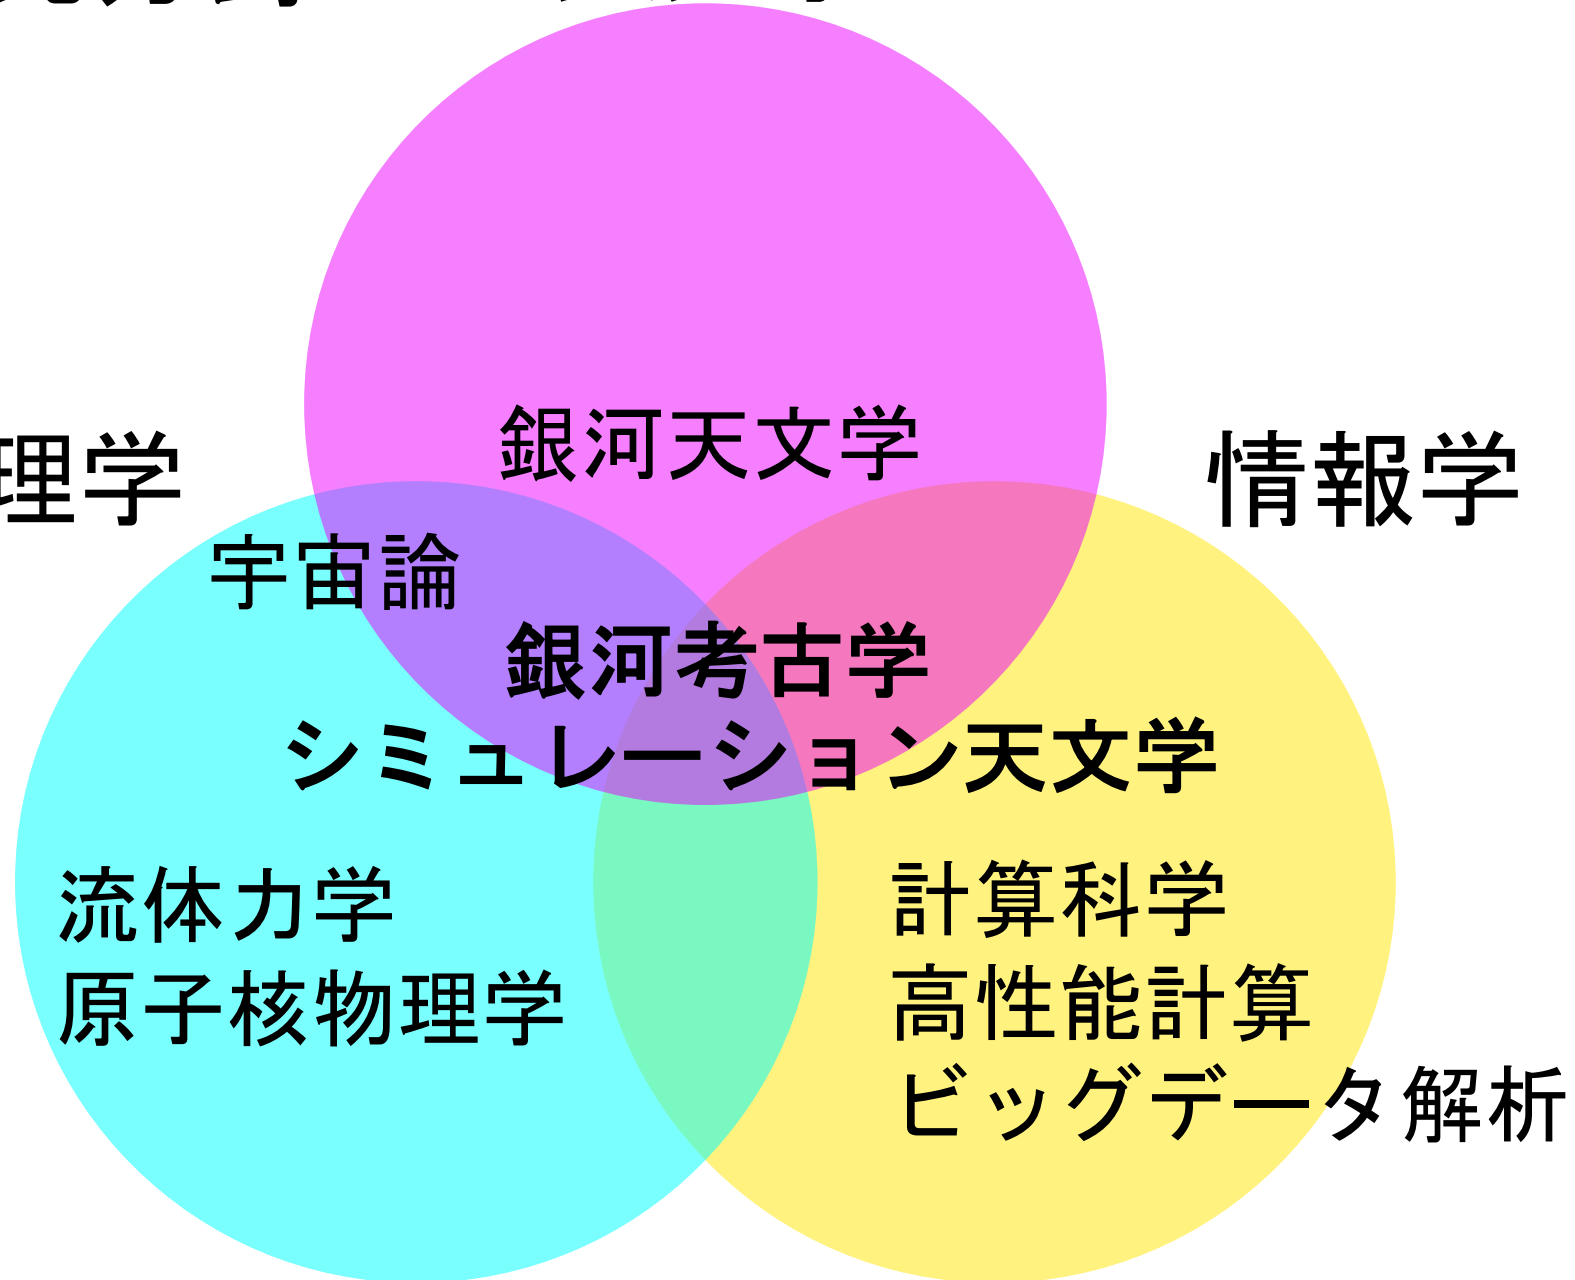 銀河天文学
理学
情報学
宇宙論
銀河考古学
シミュレーション天文学
流体力学
原子核物理学
計算科学
高性能計算
ビッグデータ解析